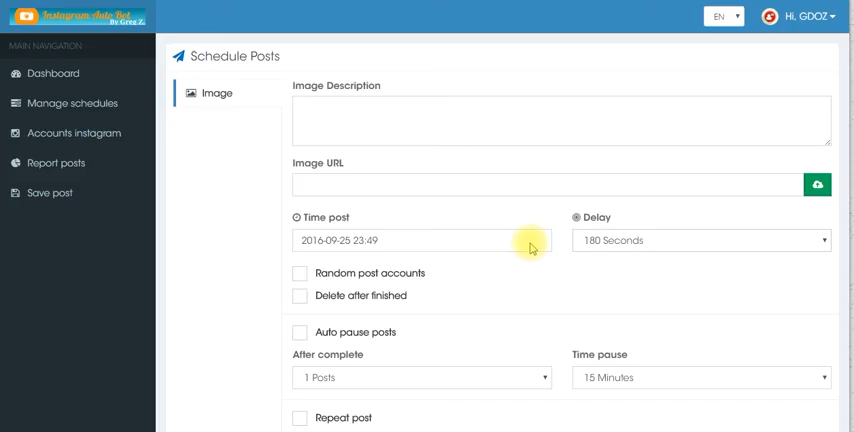 Instagram Auto Bot
By Greg Z.
EN
Hi, GDOZ
MAIN NAVIGATION
Dashboard
Manage schedules
Accounts instagram
Report posts
Save post
Schedule Posts
Image
Image Description
Image URL
Time post
Delay
2016-09-25 23:49
180 Seconds
Random post accounts
Delete after finished
Auto pause posts
After complete
Time pause
1 Posts
15 Minutes
Repeat post